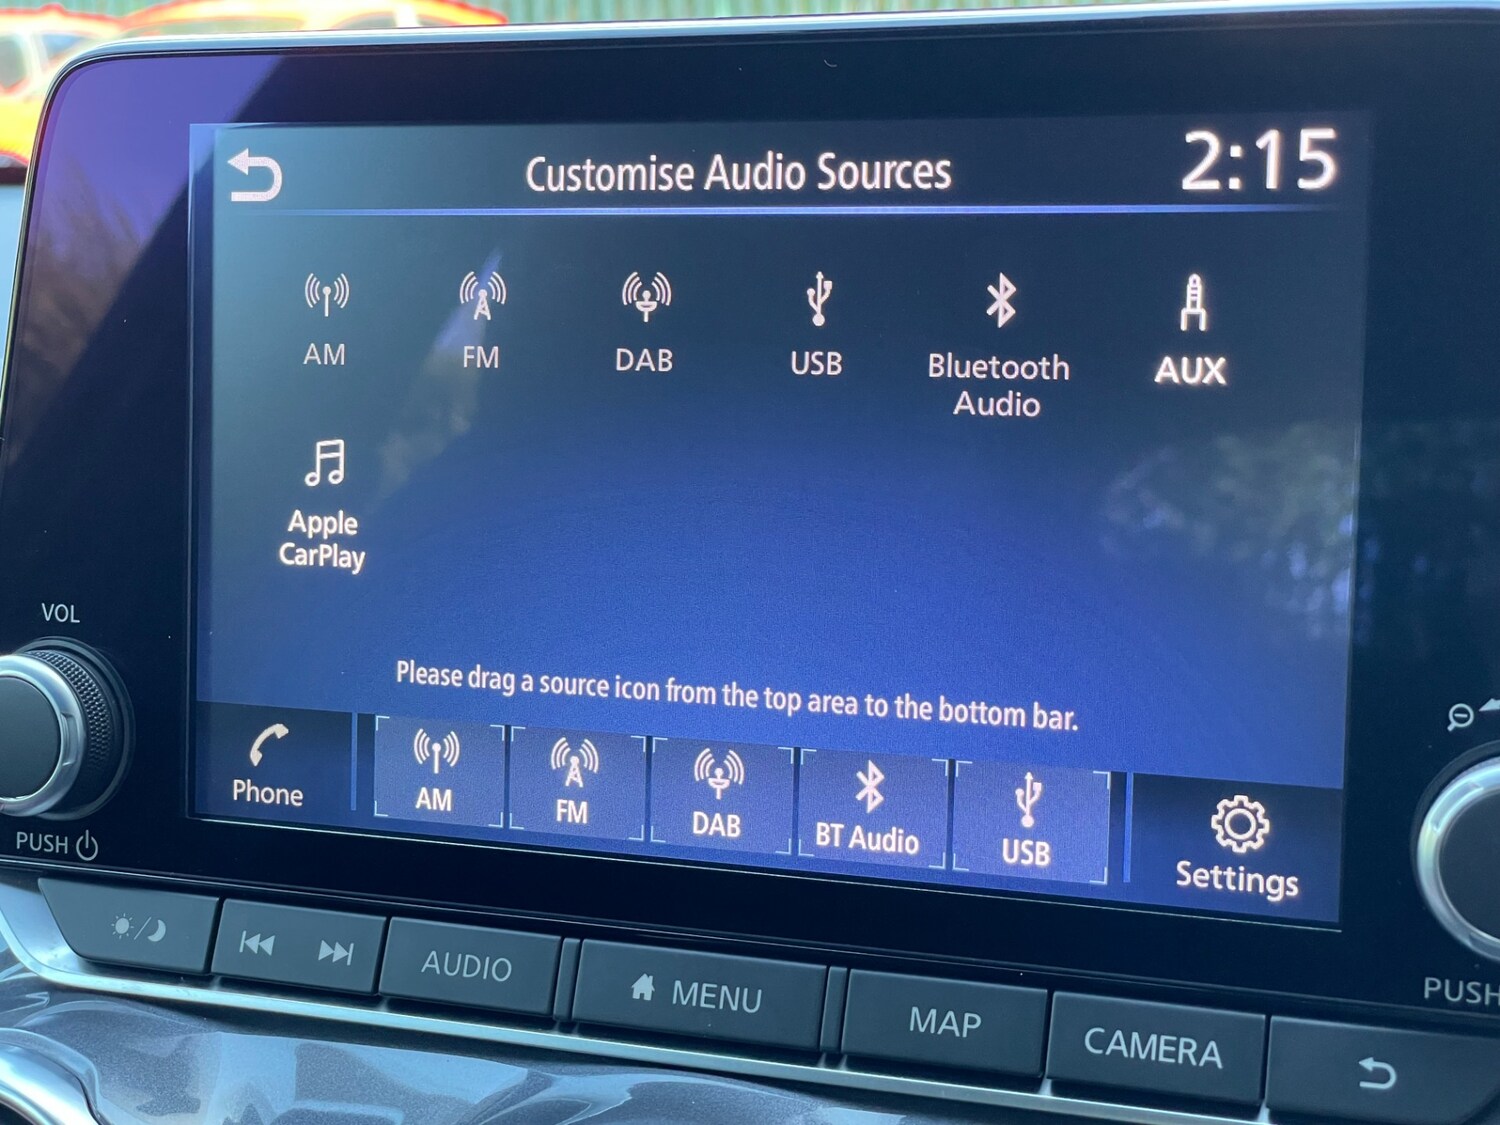 Customise Audio Sources
2:15
AM
FM
DAB
USB
Bluetooth
Audio
AUX
Apple
CarPlay
Please drag a source icon from the top area to the bottom bar.
Phone
AM
FM
DAB
BT Audio
USB
Settings
VOL
PUSH
PUSH
AUDIO
MENU
MAP
CAMERA